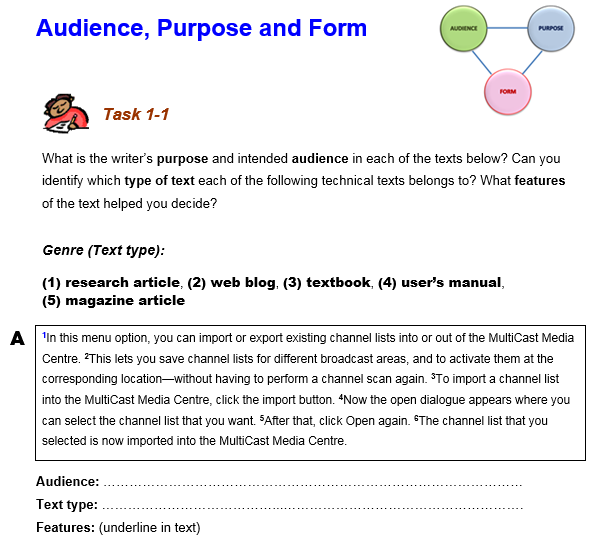 Audience, Purpose and Form
AUDIENCE
PURPOSE
FORM
Task 1-1
What is the writer's purpose and intended audience in each of the texts below? Can you
identify which type of text each of the following technical texts belongs to? What features
of the text helped you decide?
Genre (Text type):
(1) research article, (2) web blog, (3) textbook, (4) user's manual,
(5) magazine article
A
¹In this menu option, you can import or export existing channel lists into or out of the MultiCast Media
Centre. ²This lets you save channel lists for different broadcast areas, and to activate them at the
corresponding location—without having to perform a channel scan again. ³To import a channel list
into the MultiCast Media Centre, click the import button. ⁴Now the open dialogue appears where you
can select the channel list that you want. ⁵After that, click Open again. ⁶The channel list that you
selected is now imported into the MultiCast Media Centre.
Audience: ……………………………………………………………………………………
Text type: ……………………………………………………………………………………
Features: (underline in text)